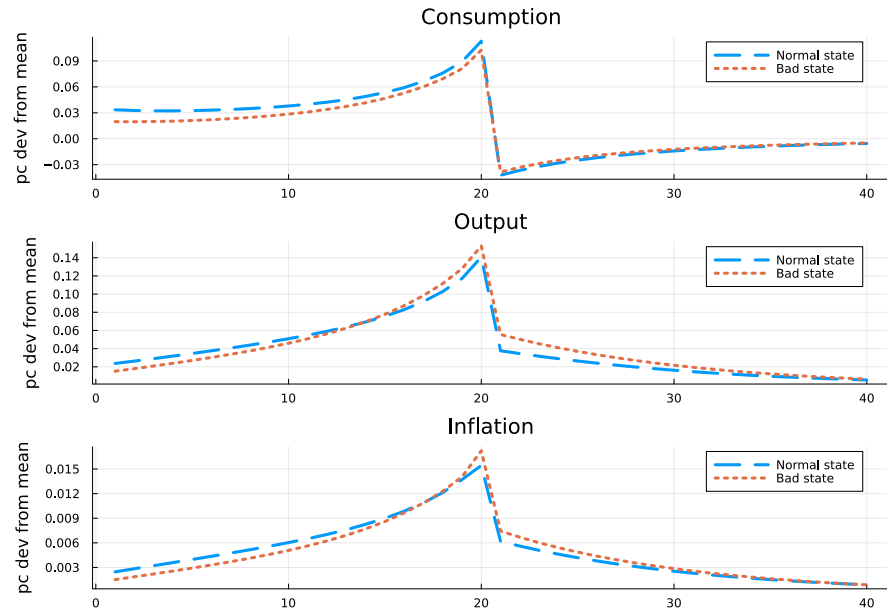 Consumption
pc dev from mean
0.09
0.06
0.03
0.00
−0.03
Normal state
Bad state
0 10 20 30 40
Output
pc dev from mean
0.14
0.12
0.10
0.08
0.06
0.04
0.02
Normal state
Bad state
0 10 20 30 40
Inflation
pc dev from mean
0.015
0.012
0.009
0.006
0.003
Normal state
Bad state
0 10 20 30 40